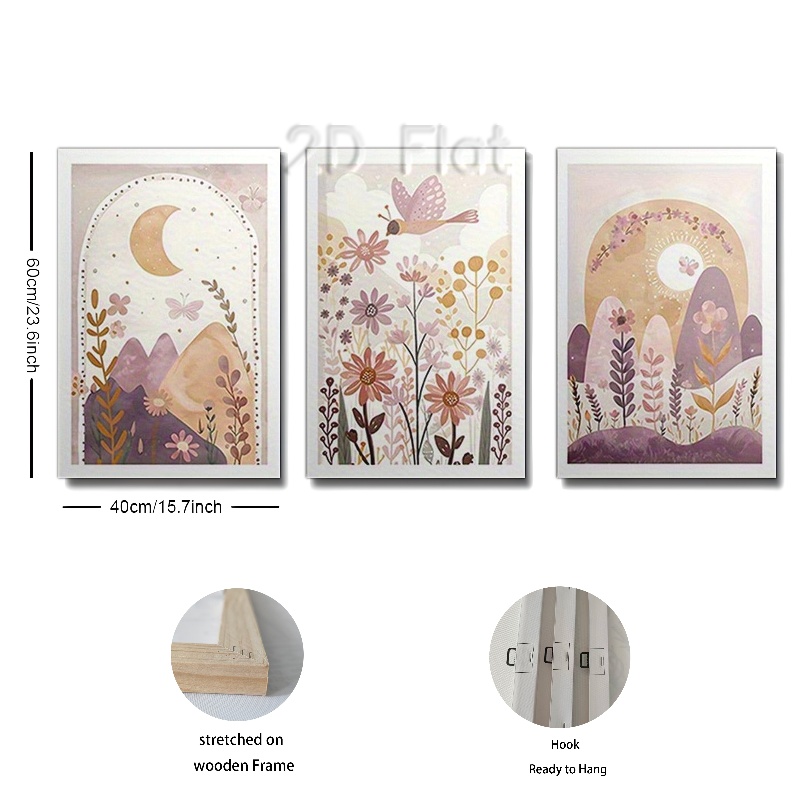 2D Flat
60cm/23.6inch
40cm/15.7inch
stretched on
wooden Frame
Hook
Ready to Hang